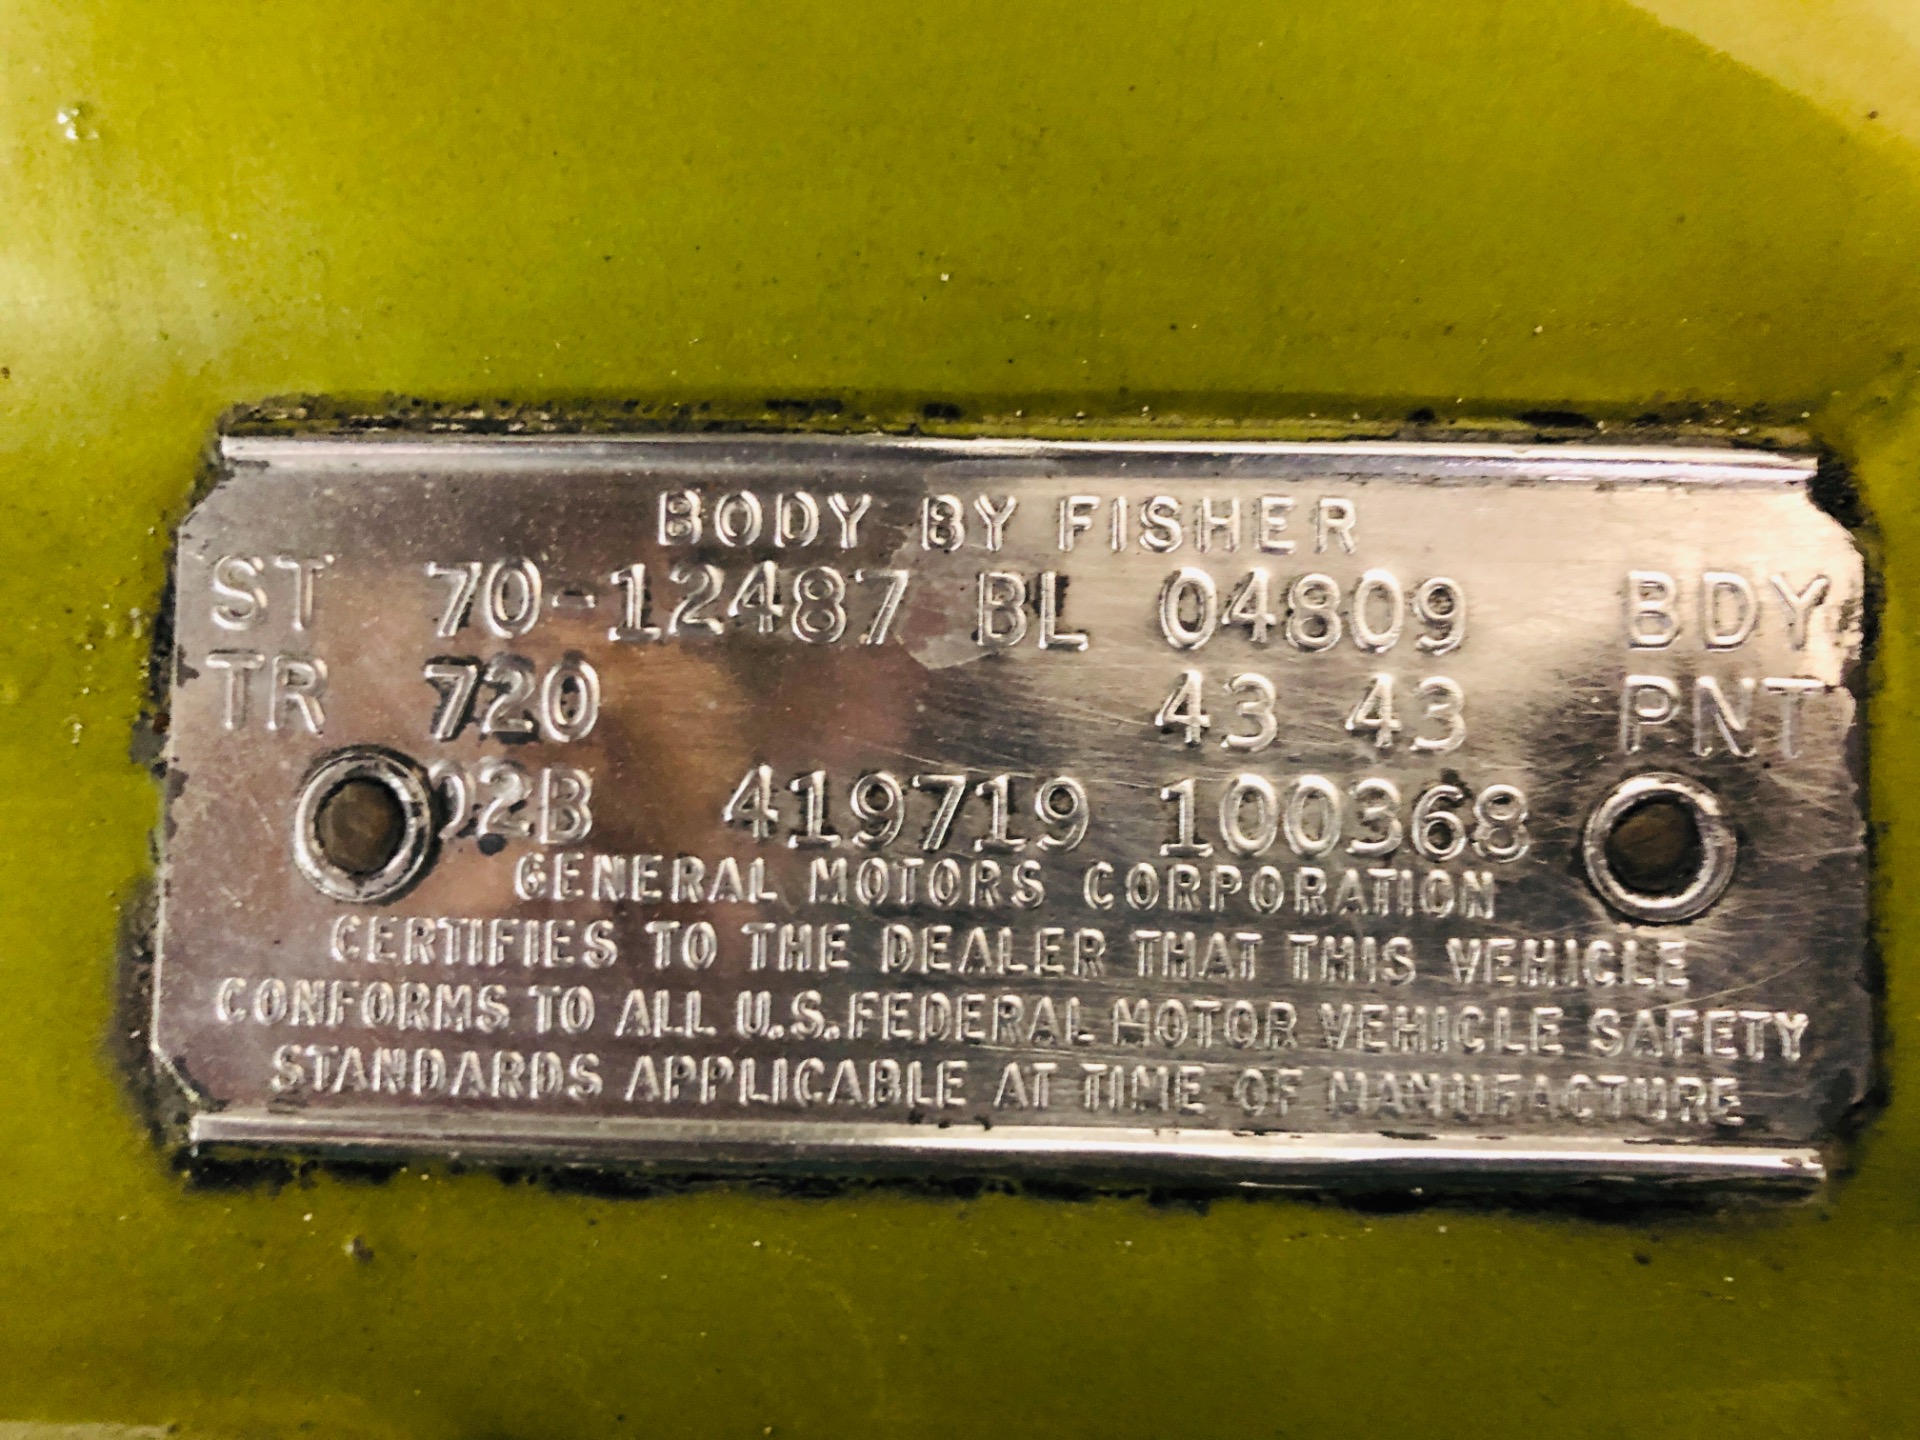 BODY BY FISHER
ST 70-12487 BL 04809 BDY
TR 720 43 43 PNT
02B 419719 100368
GENERAL MOTORS CORPORATION
CERTIFIES TO THE DEALER THAT THIS VEHICLE
CONFORMS TO ALL U.S. FEDERAL MOTOR VEHICLE SAFETY
STANDARDS APPLICABLE AT TIME OF MANUFACTURE